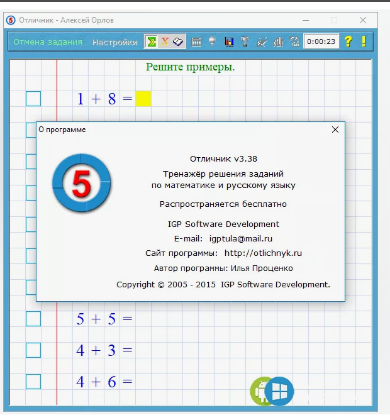 Отличник - Алексей Орлов
Отмена задания Настройки 0:00:23 ? !
Решите примеры.
1 + 8 =
О программе
5
Отличник v3.38
Тренажёр решения заданий
по математике и русскому языку
Распространяется бесплатно
IGP Software Development
E-mail: igptula@mail.ru
Сайт программы: http://otlichnyk.ru
Автор программы: Илья Проценко
Copyright © 2005 - 2015 IGP Software Development.
5 + 5 =
4 + 3 =
4 + 6 =